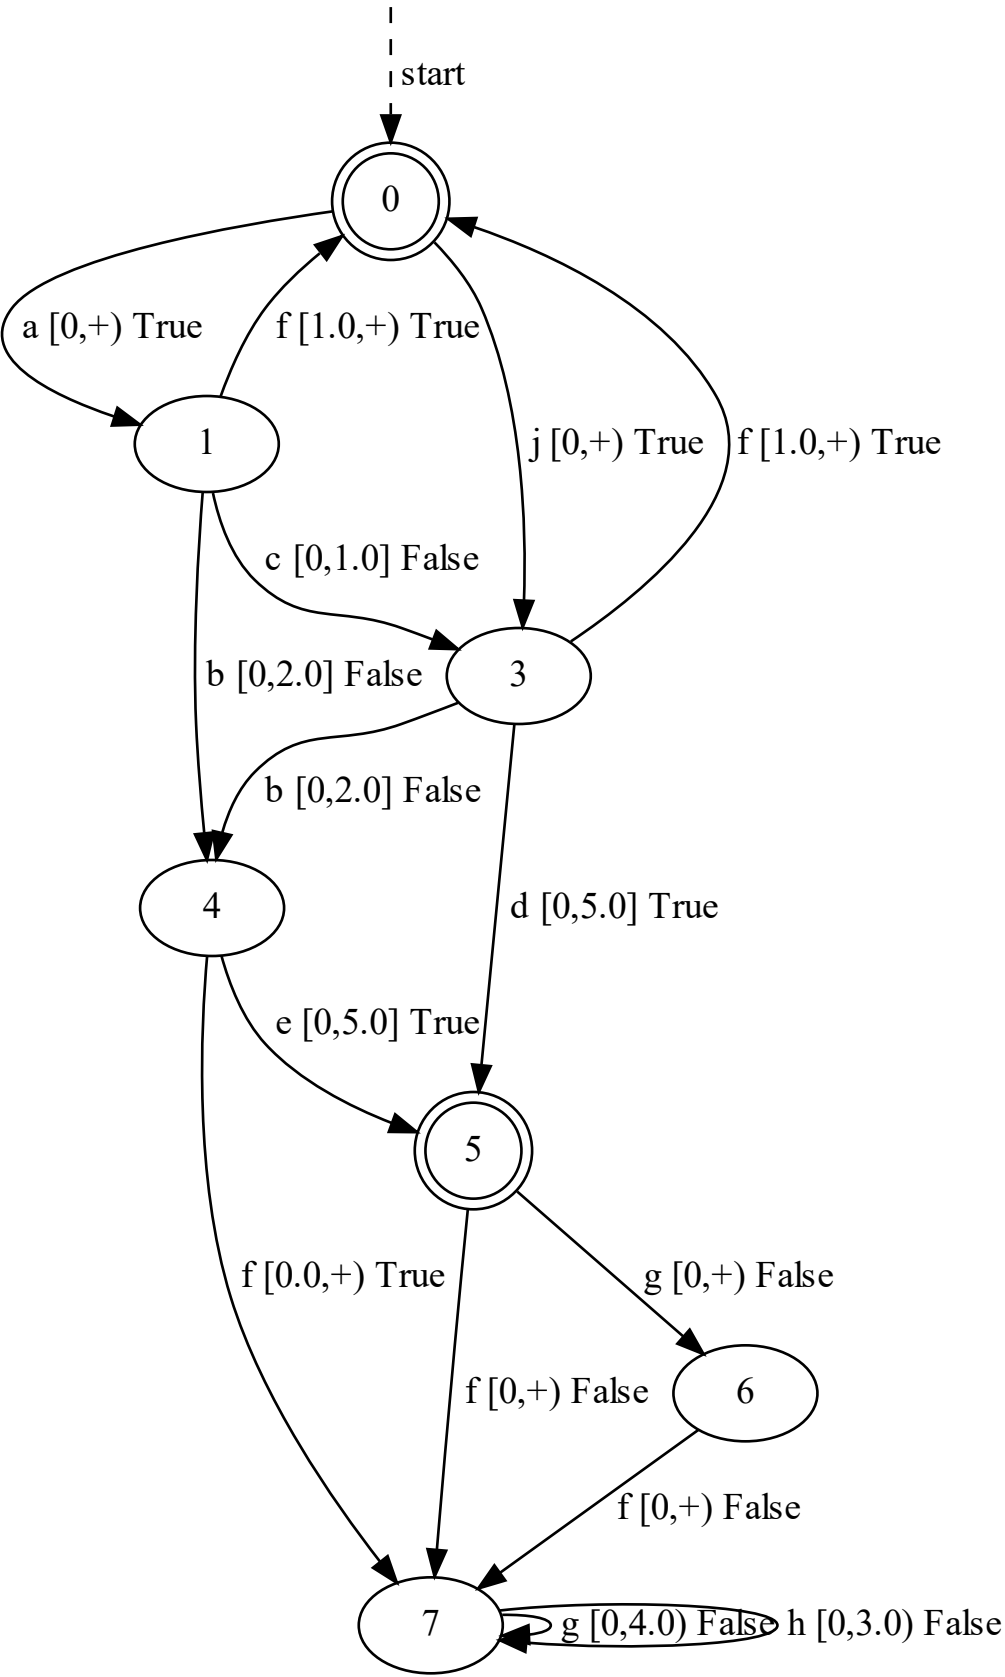 start
0
a [0,+) True
f [1.0,+) True
j [0,+) True
f [1.0,+) True
1
c [0,1.0] False
b [0,2.0] False
3
b [0,2.0] False
4
d [0,5.0] True
e [0,5.0] True
5
f [0.0,+) True
g [0,+) False
f [0,+) False
6
f [0,+) False
7
g [0,4.0) False
h [0,3.0) False